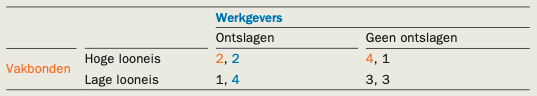 Werkgevers
Ontslagen Geen ontslagen
Vakbonden
Hoge looneis 2, 2 4, 1
Lage looneis 1, 4 3, 3